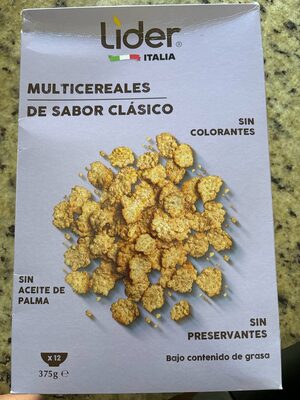 Lider®
ITALIA
MULTICEREALES
DE SABOR CLÁSICO
SIN
COLORANTES
SIN
ACEITE DE
PALMA
SIN
PRESERVANTES
Bajo contenido de grasa
x 12
375g ℮